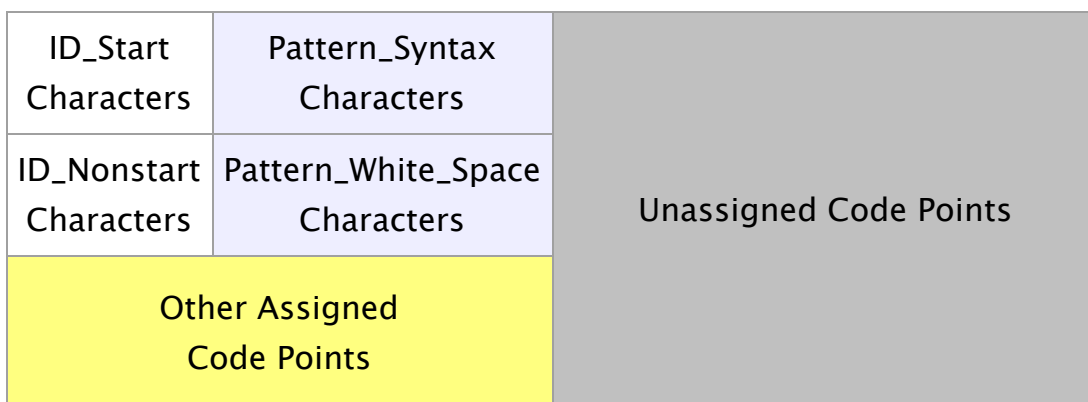 ID_Start
Characters
Pattern_Syntax
Characters
ID_Nonstart
Characters
Pattern_White_Space
Characters
Unassigned Code Points
Other Assigned
Code Points